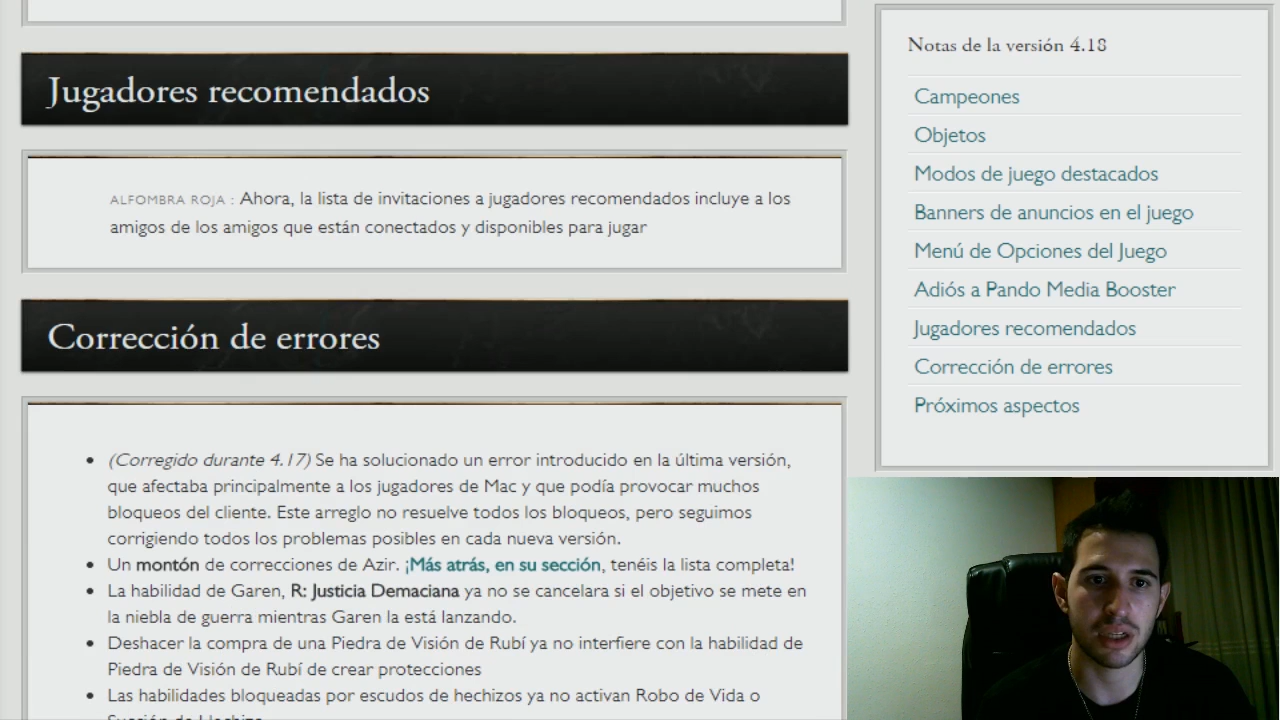 Jugadores recomendados
ALFOMBRA ROJA : Ahora, la lista de invitaciones a jugadores recomendados incluye a los
amigos de los amigos que están conectados y disponibles para jugar
Corrección de errores
(Corregido durante 4.17) Se ha solucionado un error introducido en la última versión,
que afectaba principalmente a los jugadores de Mac y que podía provocar muchos
bloqueos del cliente. Este arreglo no resuelve todos los bloqueos, pero seguimos
corrigiendo todos los problemas posibles en cada nueva versión.
Un montón de correcciones de Azir. ¡Más atrás, en su sección, tenéis la lista completa!
La habilidad de Garen, R: Justicia Demaciana ya no se cancelara si el objetivo se mete en
la niebla de guerra mientras Garen la está lanzando.
Deshacer la compra de una Piedra de Visión de Rubí ya no interfiere con la habilidad de
Piedra de Visión de Rubí de crear protecciones
Las habilidades bloqueadas por escudos de hechizos ya no activan Robo de Vida o
Notas de la versión 4.18
Campeones
Objetos
Modos de juego destacados
Banners de anuncios en el juego
Menú de Opciones del Juego
Adiós a Pando Media Booster
Jugadores recomendados
Corrección de errores
Próximos aspectos